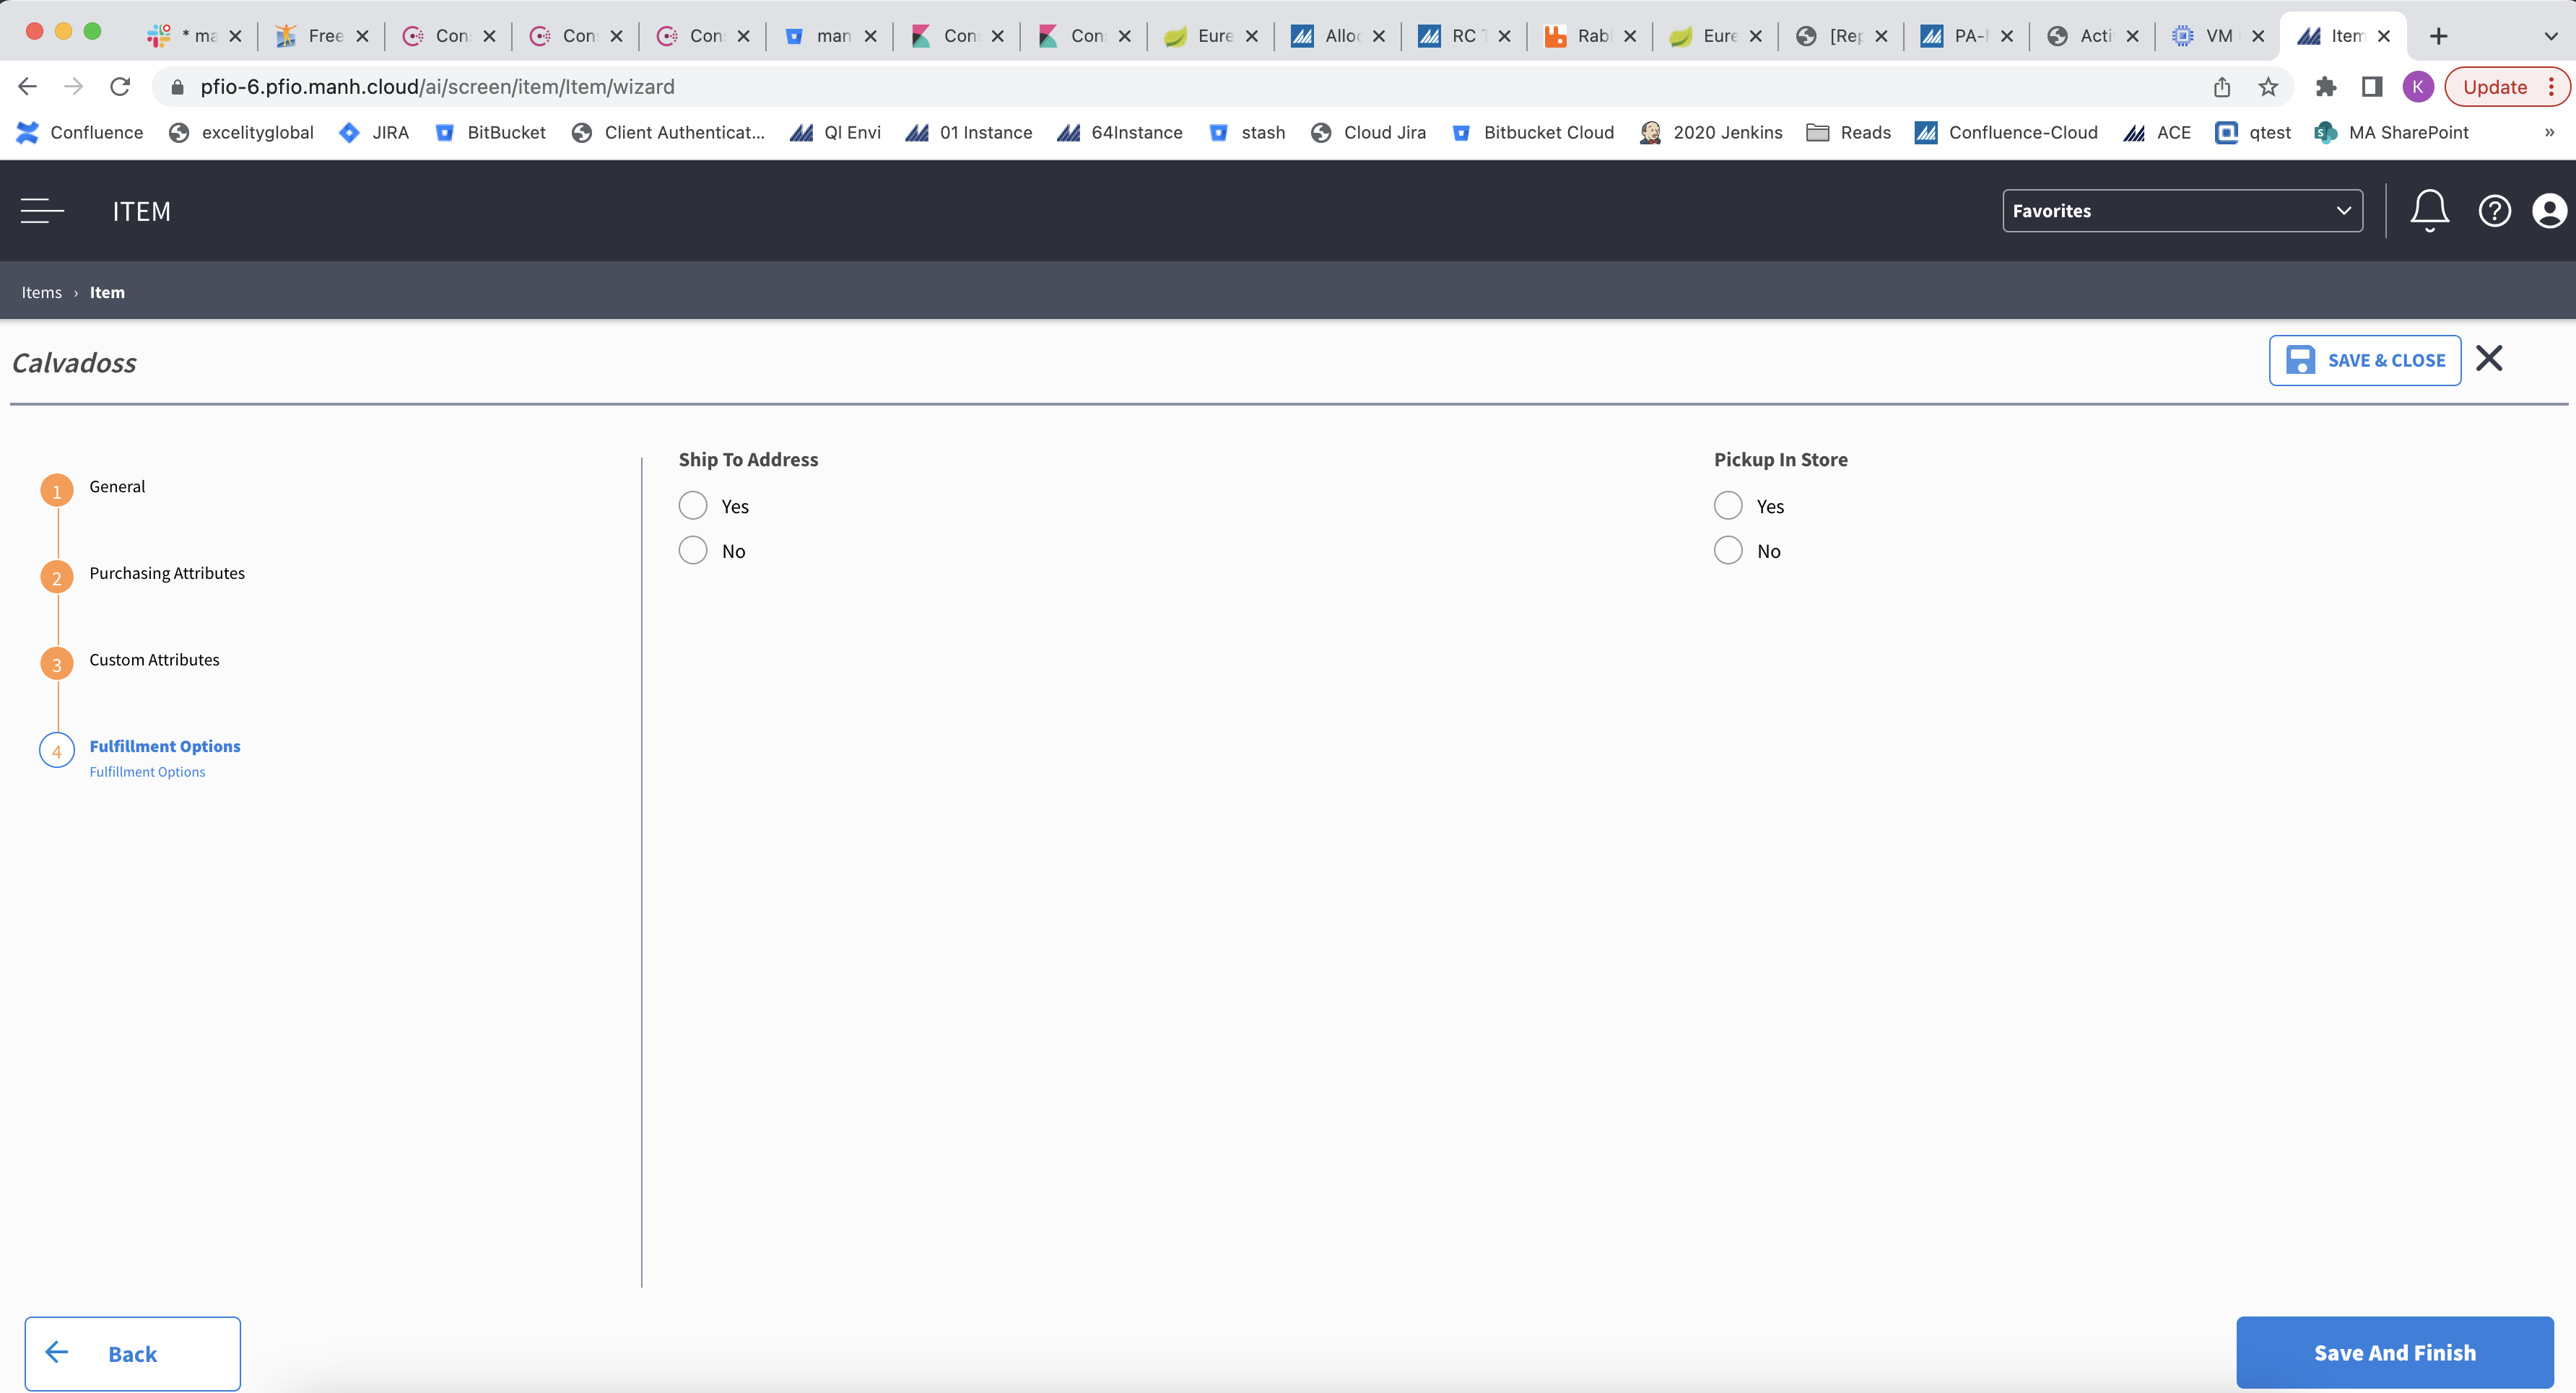 * ma Free Con Con Con man Con Con Eure Alloc RC Rabl Eure [Rep PA- Acti VM Item
pfio-6.pfio.manh.cloud/ai/screen/item/Item/wizard K Update
Confluence excelityglobal JIRA BitBucket Client Authenticat... QI Envi 01 Instance 64Instance stash Cloud Jira Bitbucket Cloud 2020 Jenkins Reads Confluence-Cloud ACE qtest MA SharePoint »
ITEM Favorites
Items › Item
Calvadoss SAVE & CLOSE
Ship To Address Pickup In Store
1 General
Yes Yes
No No
2 Purchasing Attributes
3 Custom Attributes
4 Fulfillment Options
Fulfillment Options
Back Save And Finish